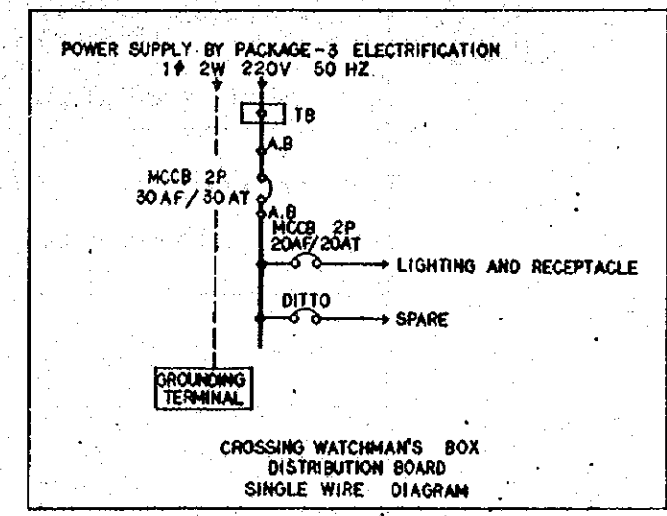 POWER SUPPLY BY PACKAGE-3 ELECTRIFICATION
1φ 2W 220V 50 HZ
TB
A.B
MCCB 2P
30AF/30AT
A.B
MCCB 2P
20AF/20AT
LIGHTING AND RECEPTACLE
DITTO
SPARE
GROUNDING
TERMINAL
CROSSING WATCHMAN'S BOX
DISTRIBUTION BOARD
SINGLE WIRE DIAGRAM